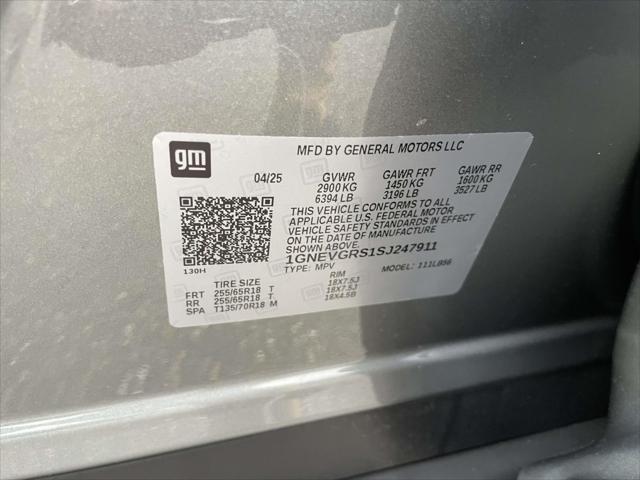 gm
MFD BY GENERAL MOTORS LLC
04/25 GVWR GAWR FRT GAWR RR
2900 KG 1450 KG 1600 KG
6394 LB 3196 LB 3527 LB
THIS VEHICLE CONFORMS TO ALL
APPLICABLE U.S. FEDERAL MOTOR
VEHICLE SAFETY STANDARDS IN EFFECT
ON THE DATE OF MANUFACTURE
SHOWN ABOVE.
1GNEVGRS1SJ247911
130H TYPE: MPV MODEL: 111LB56
TIRE SIZE RIM
FRT 255/65R18 T 18X7.5J
RR 255/65R18 T 18X7.5J
SPA T135/70R18 M 18X4.5B